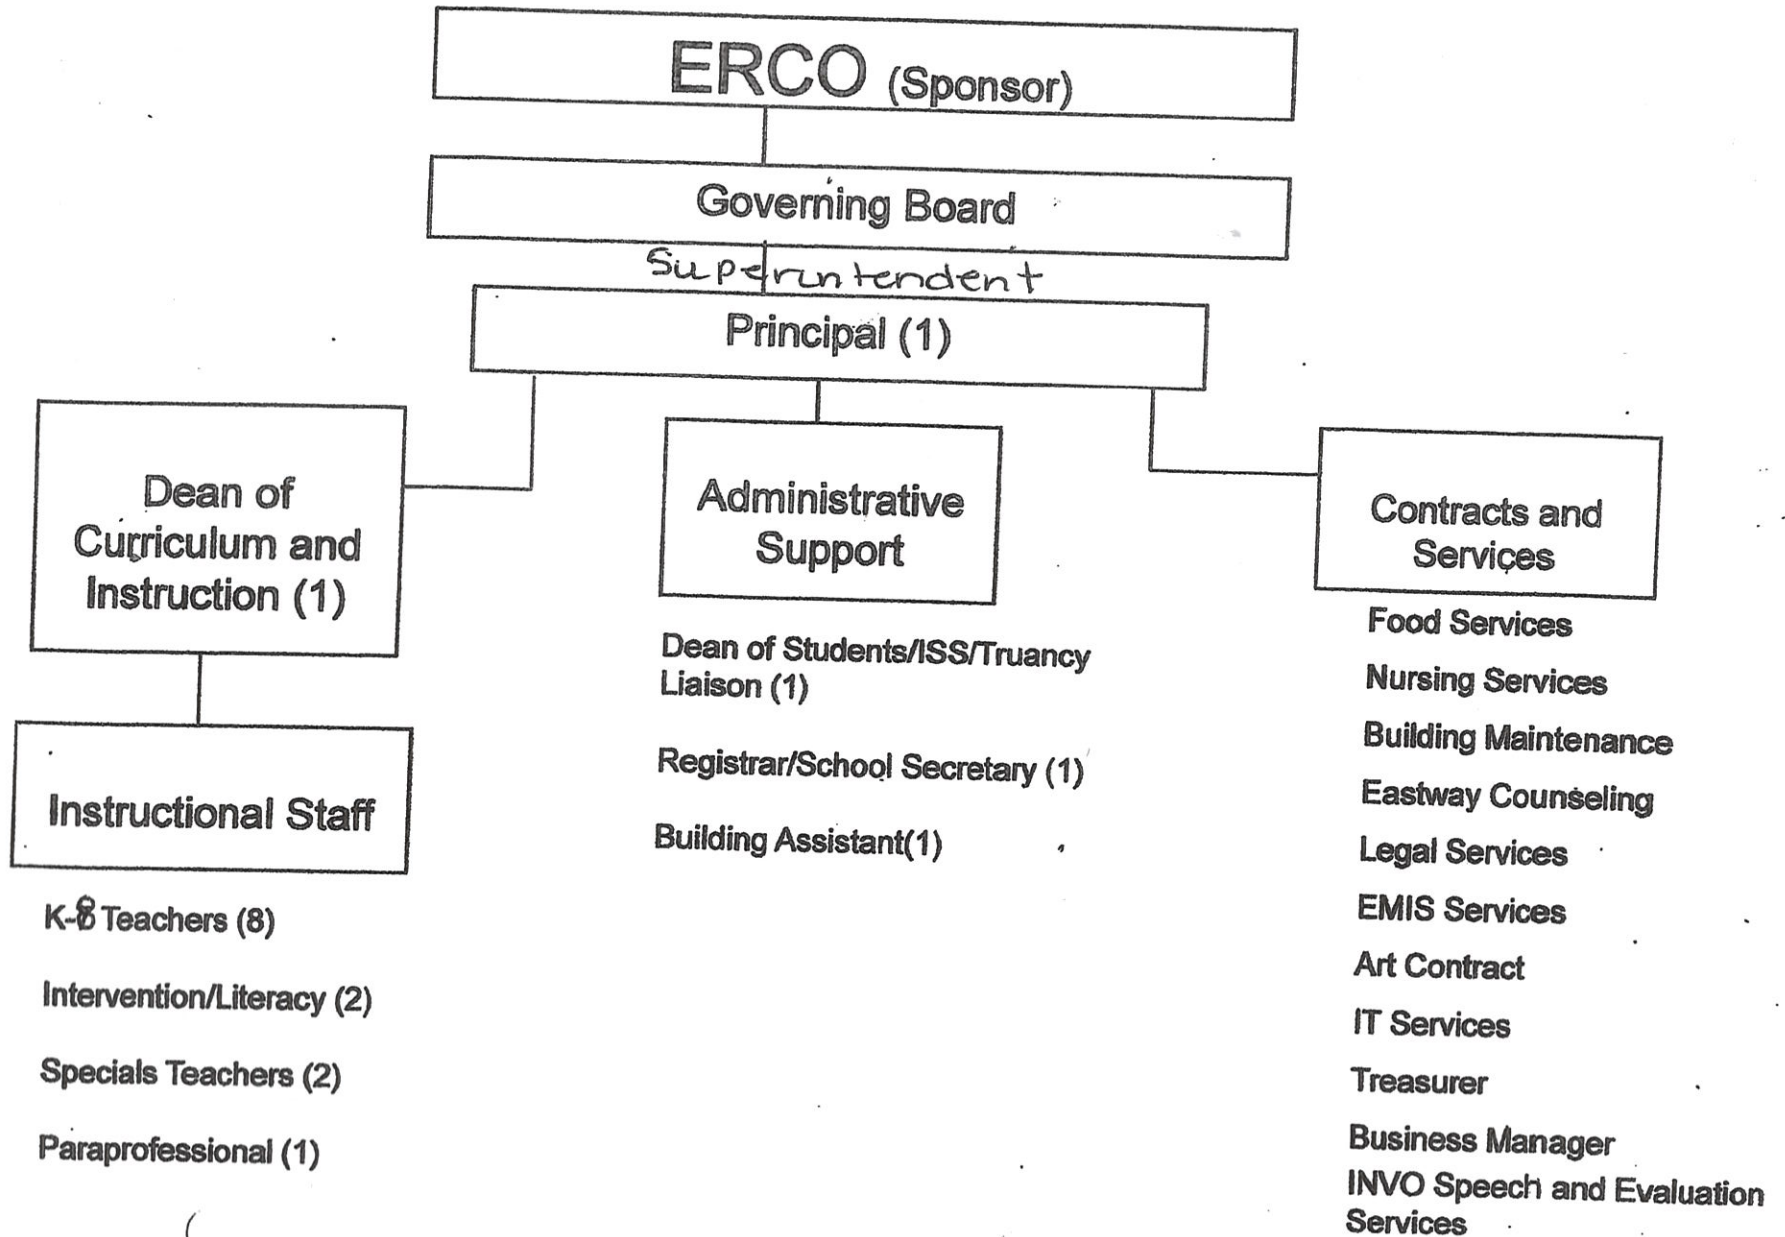 ERCO (Sponsor)
Governing Board
Superintendent
Principal (1)
Dean of
Curriculum and
Instruction (1)
Instructional Staff
K-8 Teachers (8)
Intervention/Literacy (2)
Specials Teachers (2)
Paraprofessional (1)
Administrative
Support
Dean of Students/ISS/Truancy
Liaison (1)
Registrar/School Secretary (1)
Building Assistant(1)
Contracts and
Services
Food Services
Nursing Services
Building Maintenance
Eastway Counseling
Legal Services
EMIS Services
Art Contract
IT Services
Treasurer
Business Manager
INVO Speech and Evaluation
Services